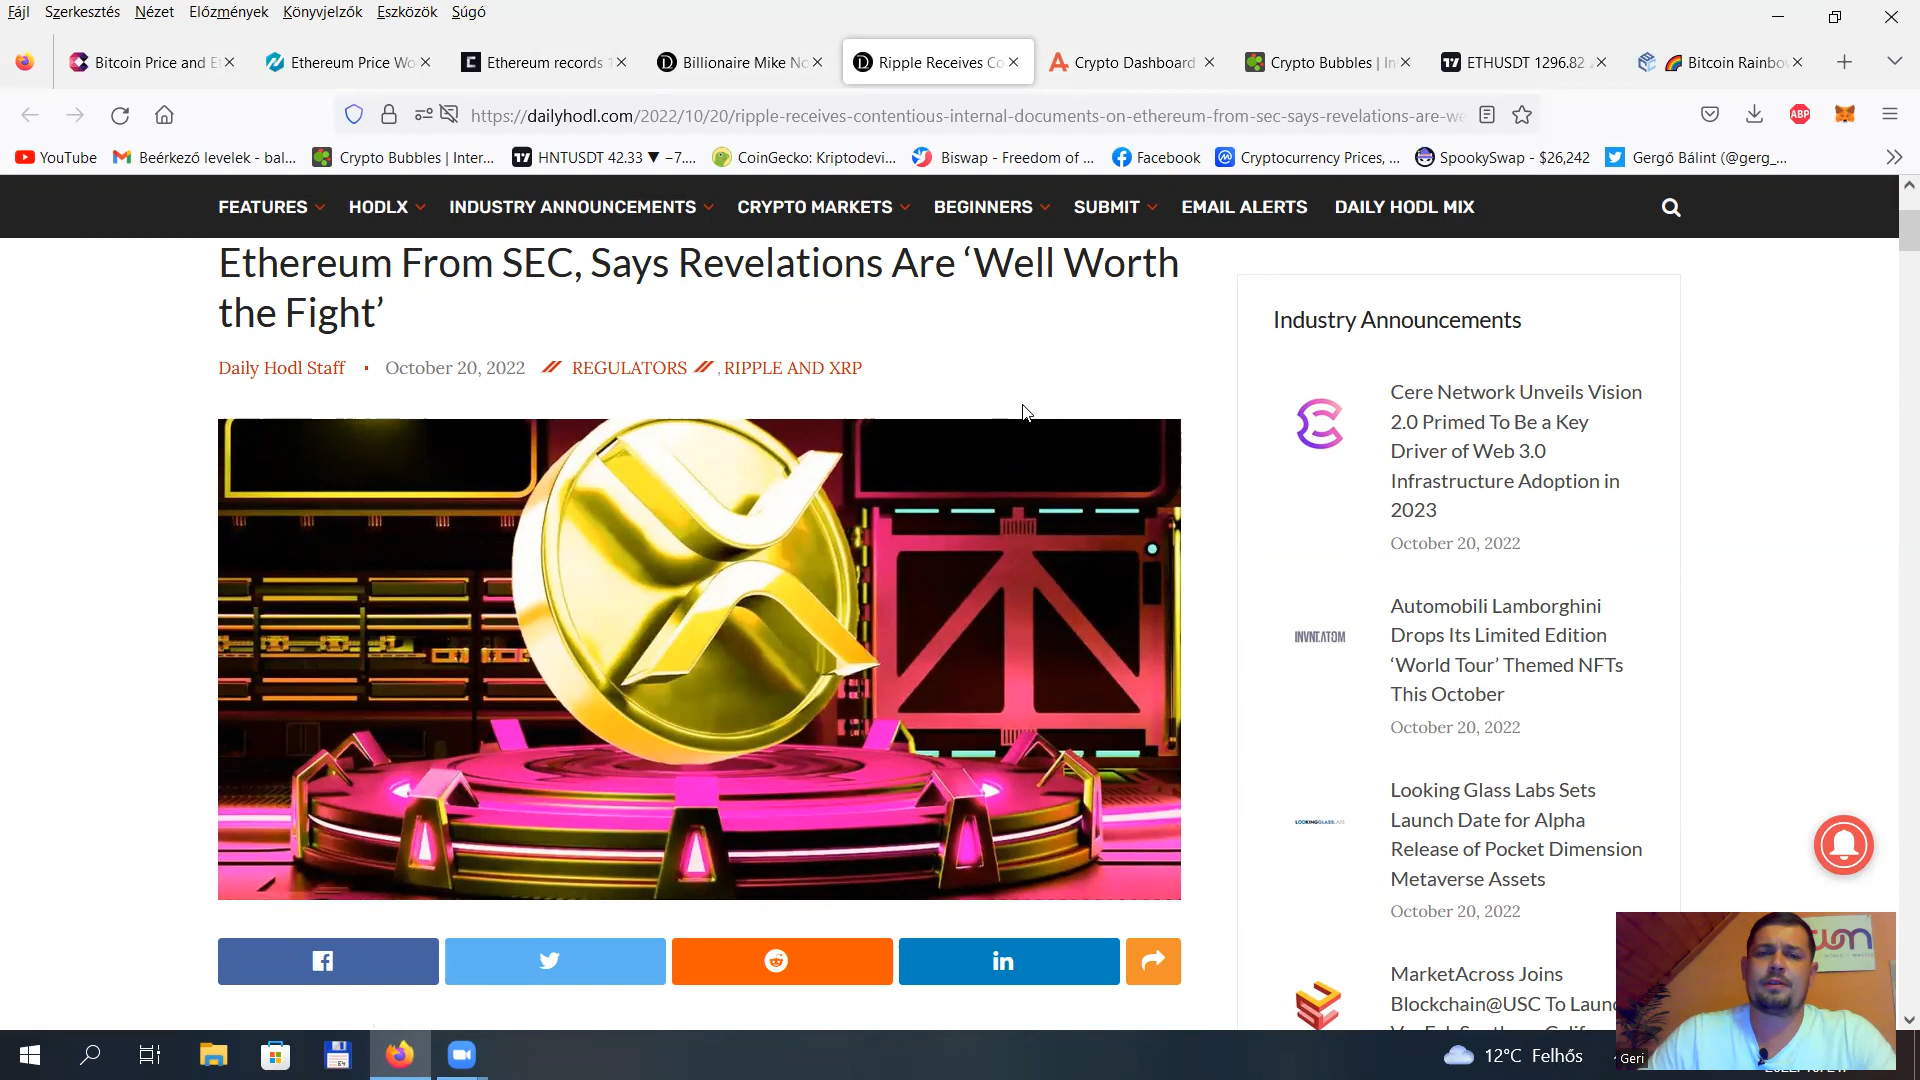 Fájl Szerkesztés Nézet Előzmények Könyvjelzők Eszközök Súgó
Bitcoin Price and E
Ethereum Price Wo
Ethereum records 1
Billionaire Mike No
Ripple Receives Co
Crypto Dashboard
Crypto Bubbles | In
ETHUSDT 1296.82
Bitcoin Rainbo
https://dailyhodl.com/2022/10/20/ripple-receives-contentious-internal-documents-on-ethereum-from-sec-says-revelations-are-we
ABP
YouTube
Beérkező levelek - bal...
Crypto Bubbles | Inter...
HNTUSDT 42.33 ▼ −7....
CoinGecko: Kriptodevi...
Biswap - Freedom of ...
Facebook
Cryptocurrency Prices, ...
SpookySwap - $26,242
Gergő Bálint (@gerg_...
FEATURES HODLX INDUSTRY ANNOUNCEMENTS CRYPTO MARKETS BEGINNERS SUBMIT EMAIL ALERTS DAILY HODL MIX
Ethereum From SEC, Says Revelations Are ‘Well Worth
the Fight’
Daily Hodl Staff ▪ October 20, 2022 // REGULATORS // , RIPPLE AND XRP
Industry Announcements
Cere Network Unveils Vision
2.0 Primed To Be a Key
Driver of Web 3.0
Infrastructure Adoption in
2023
October 20, 2022
INVNT.ATOM
Automobili Lamborghini
Drops Its Limited Edition
‘World Tour’ Themed NFTs
This October
October 20, 2022
LOOKINGGLASSLABS
Looking Glass Labs Sets
Launch Date for Alpha
Release of Pocket Dimension
Metaverse Assets
October 20, 2022
MarketAcross Joins
Blockchain@USC To Laun
Geri
12°C Felhős